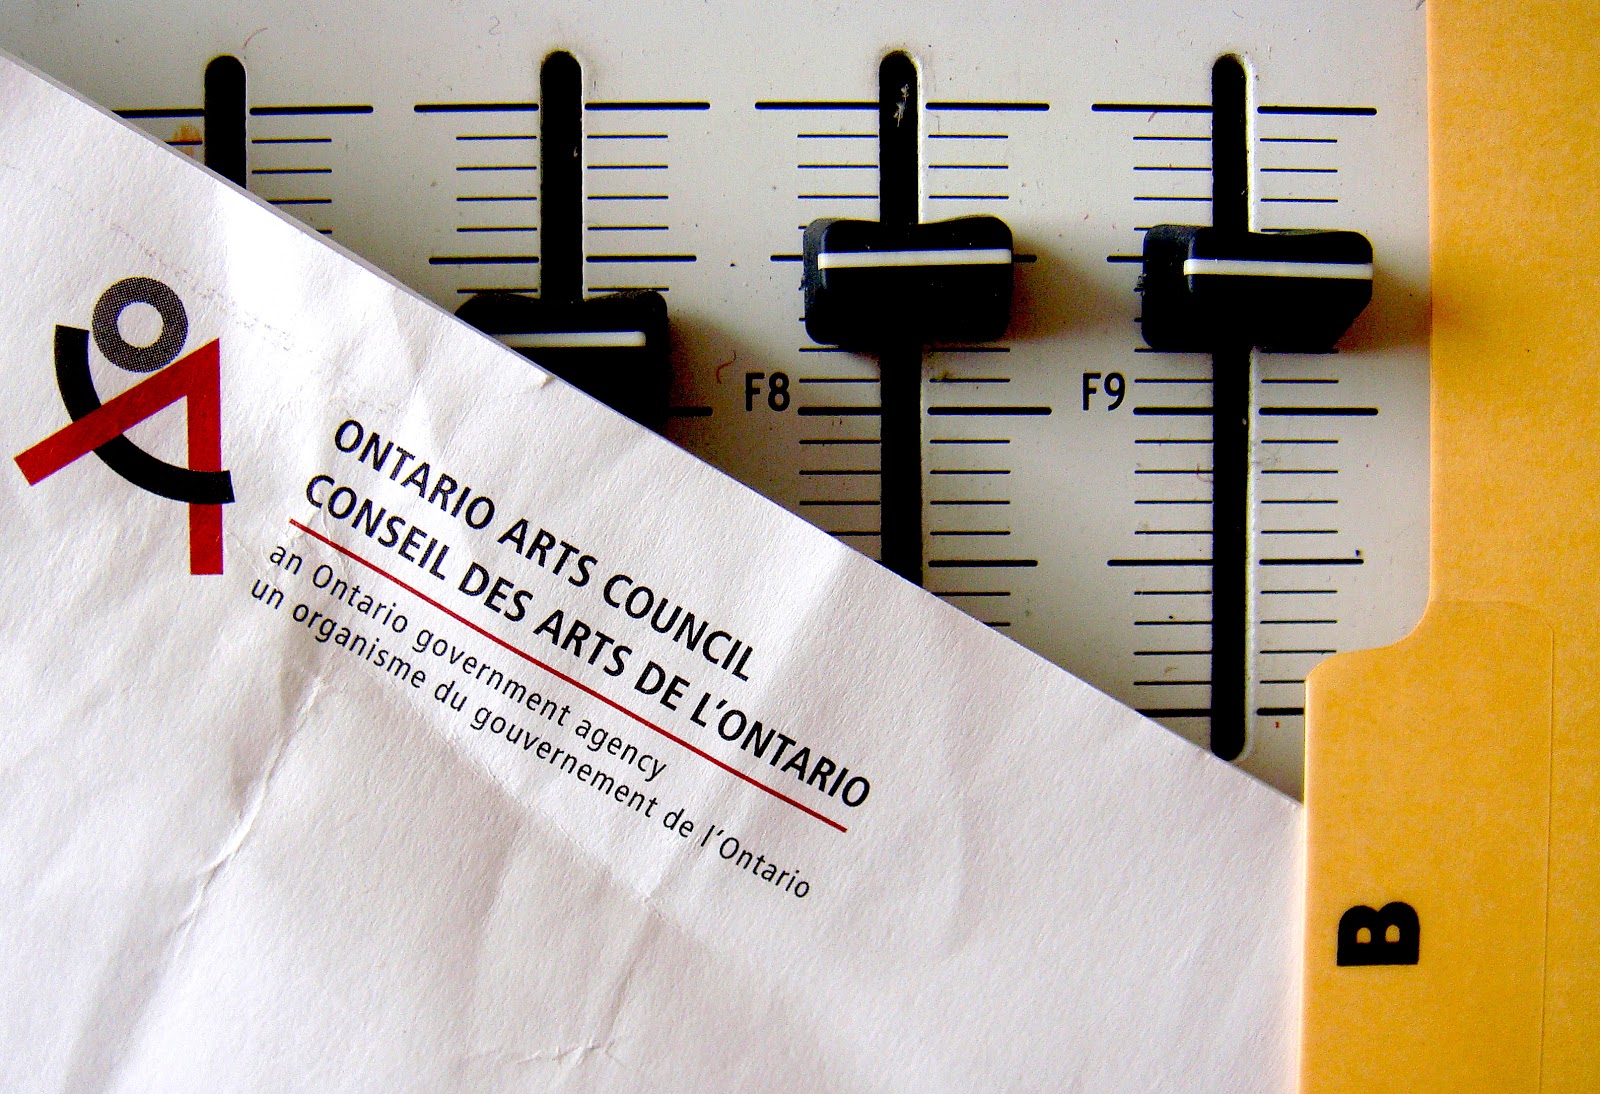 F8
F9
ONTARIO ARTS COUNCIL
CONSEIL DES ARTS DE L'ONTARIO
an Ontario government agency
un organisme du gouvernement de l'Ontario
B